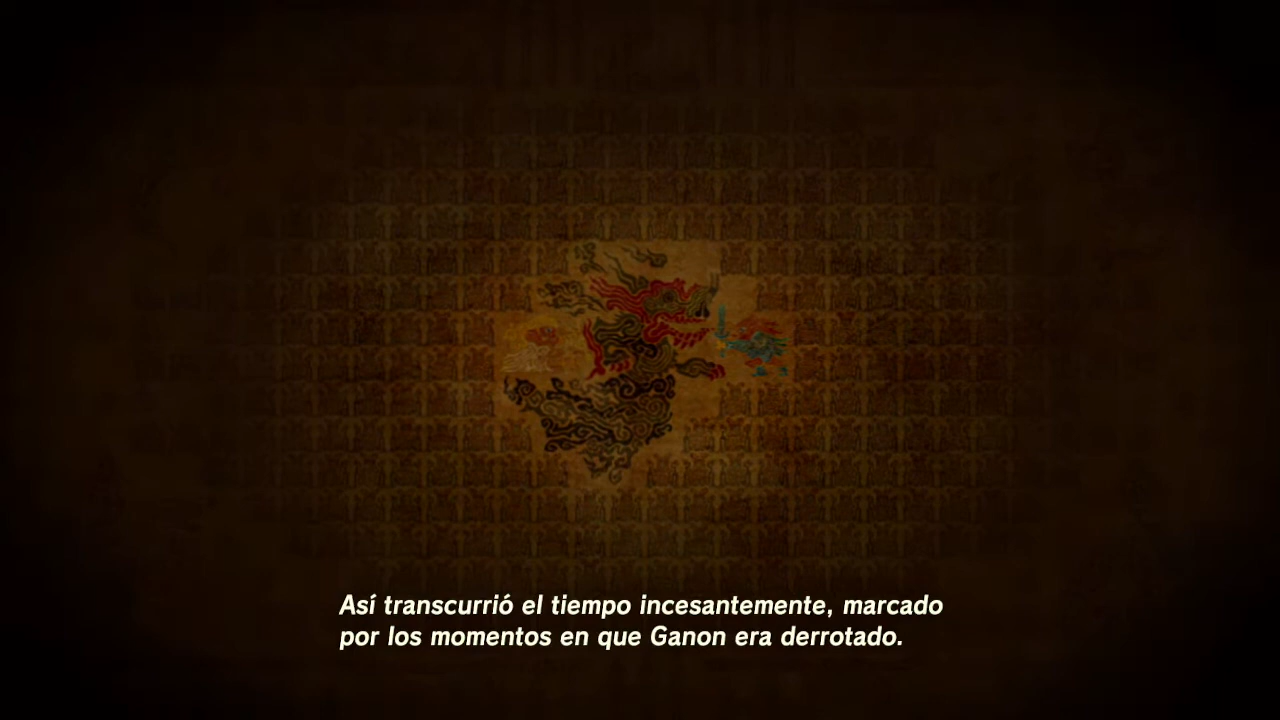 Así transcurrió el tiempo incesantemente, marcado
por los momentos en que Ganon era derrotado.